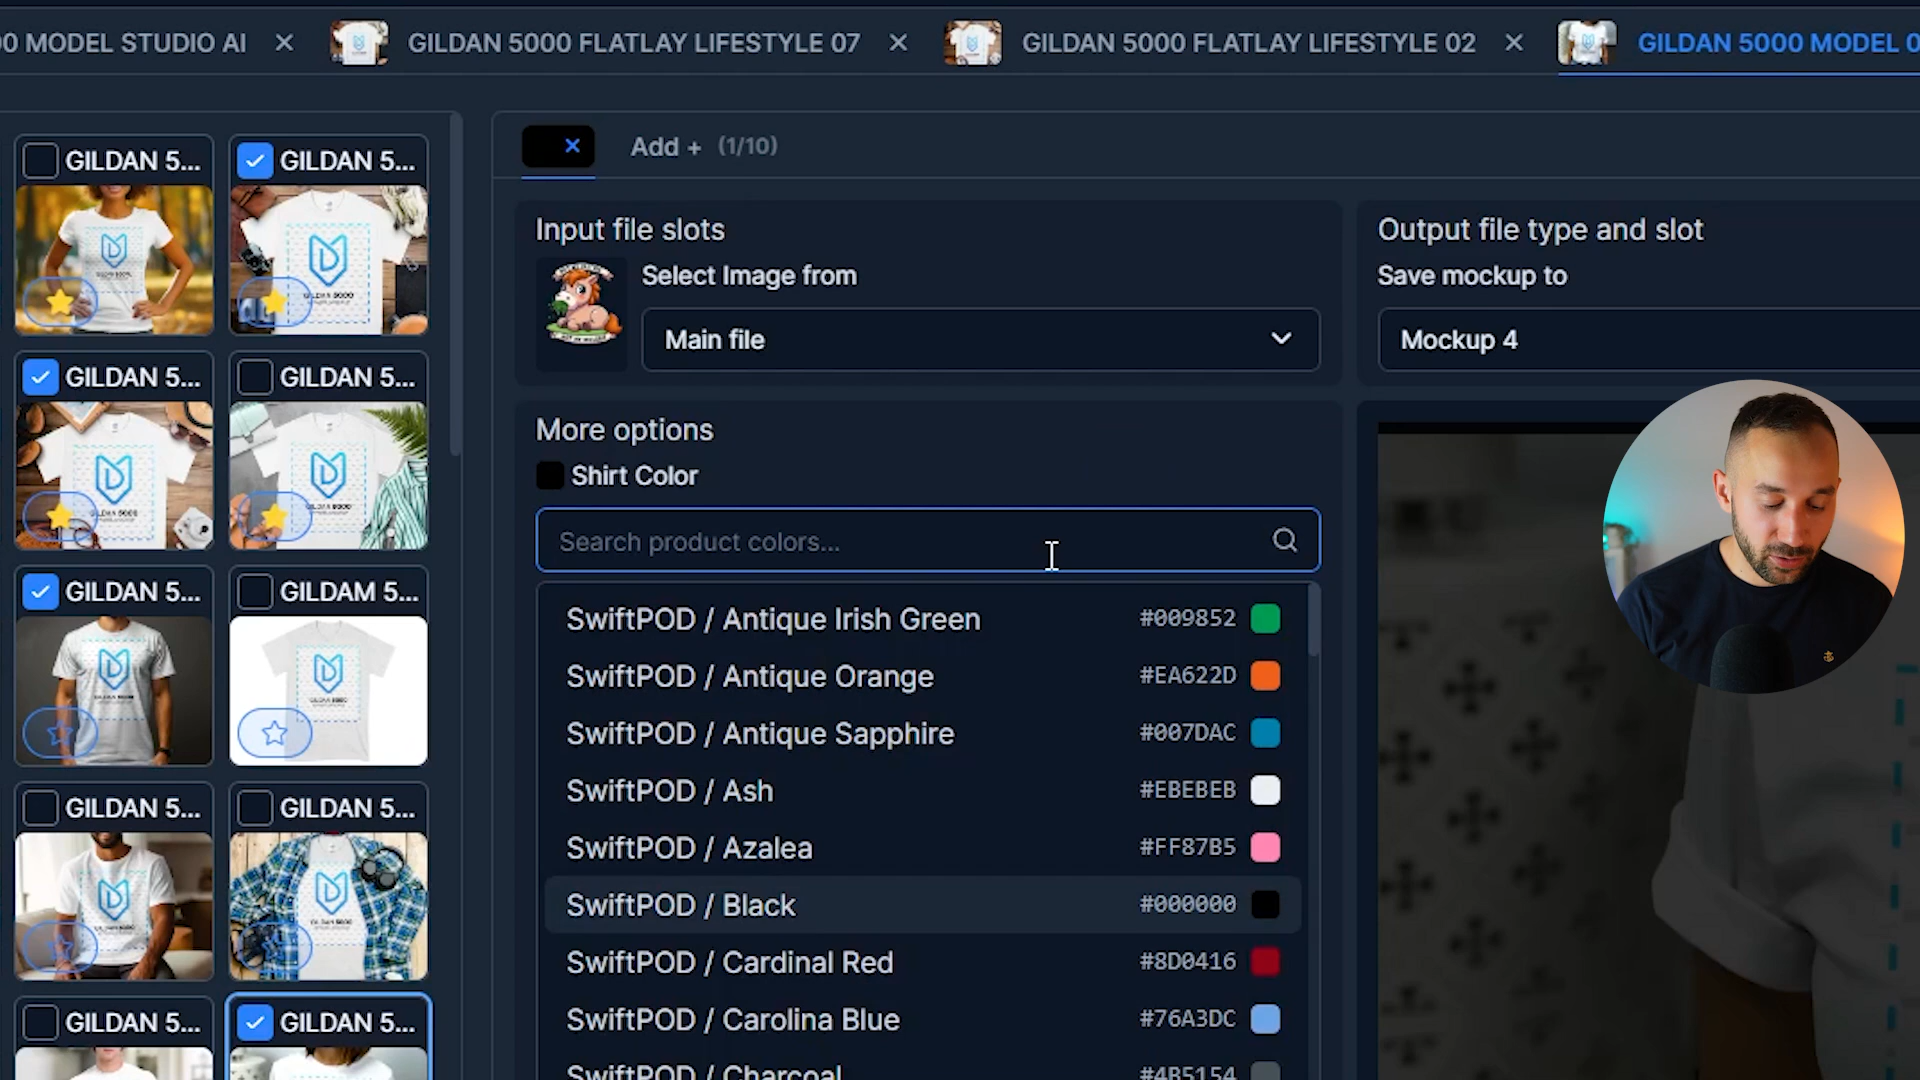 00 MODEL STUDIO AI
GILDAN 5000 FLATLAY LIFESTYLE 07
GILDAN 5000 FLATLAY LIFESTYLE 02
GILDAN 5000 MODEL 0
GILDAN 5...
GILDAN 5...
GILDAN 5...
GILDAN 5...
GILDAN 5...
GILDAM 5...
GILDAN 5...
GILDAN 5...
GILDAN 5...
GILDAN 5...
Add + (1/10)
Input file slots
Select Image from
Main file
Output file type and slot
Save mockup to
Mockup 4
More options
Shirt Color
Search product colors...
SwiftPOD / Antique Irish Green #009852
SwiftPOD / Antique Orange #EA622D
SwiftPOD / Antique Sapphire #007DAC
SwiftPOD / Ash #EBEBEB
SwiftPOD / Azalea #FF87B5
SwiftPOD / Black #000000
SwiftPOD / Cardinal Red #8D0416
SwiftPOD / Carolina Blue #76A3DC
SwiftPOD / Charcoal #4B5154